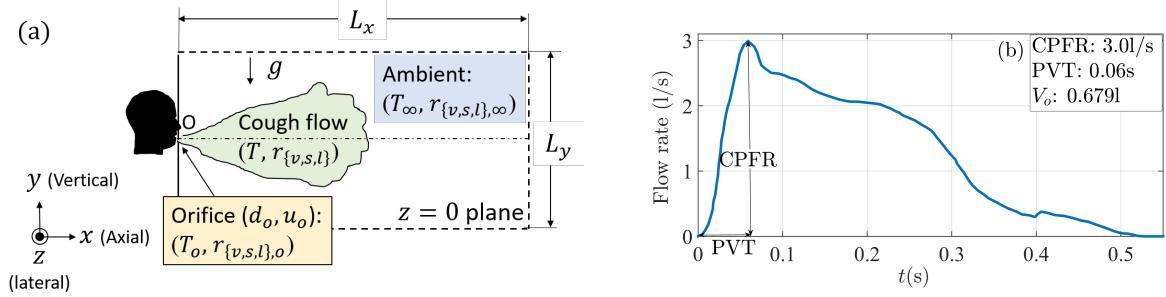 (a)
L_x
g
Ambient:
(T_∞, r_{v,s,l},∞)
O
Cough flow
(T, r_{v,s,l})
L_y
y (Vertical)
x (Axial)
z
(lateral)
Orifice (d_o, u_o):
(T_o, r_{v,s,l},o)
z = 0 plane
(b)
CPFR: 3.0l/s
PVT: 0.06s
V_o: 0.679l
Flow rate (l/s)
3
2
1
0
CPFR
PVT
0 0.1 0.2 0.3 0.4 0.5
t(s)